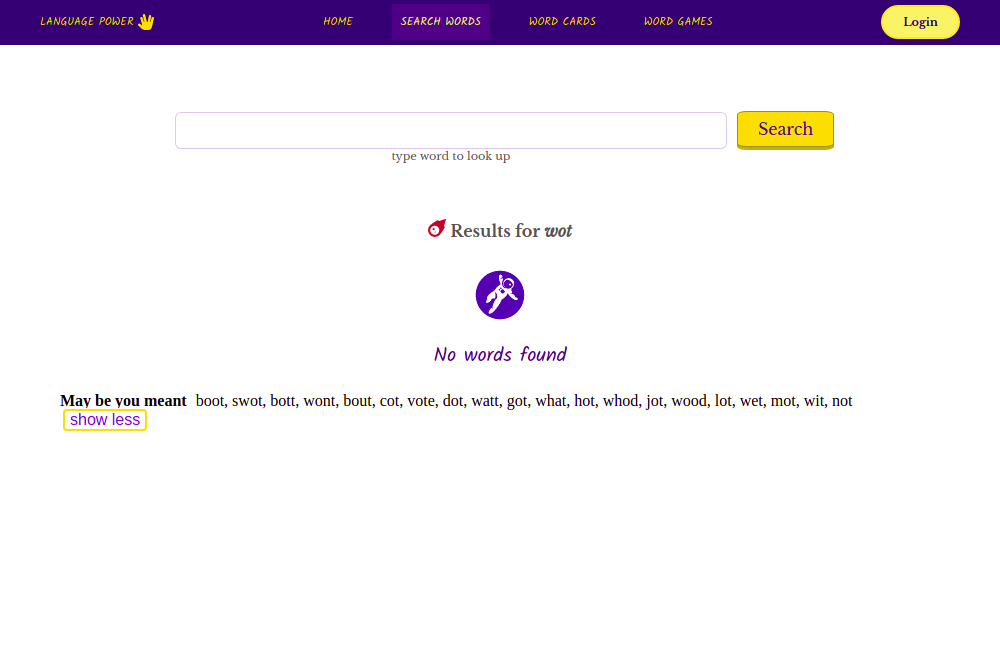 LANGUAGE POWER HOME SEARCH WORDS WORD CARDS WORD GAMES Login
Search
type word to look up
Results for wot
No words found
May be you meant boot, swot, bott, wont, bout, cot, vote, dot, watt, got, what, hot, whod, jot, wood, lot, wet, mot, wit, not
show less